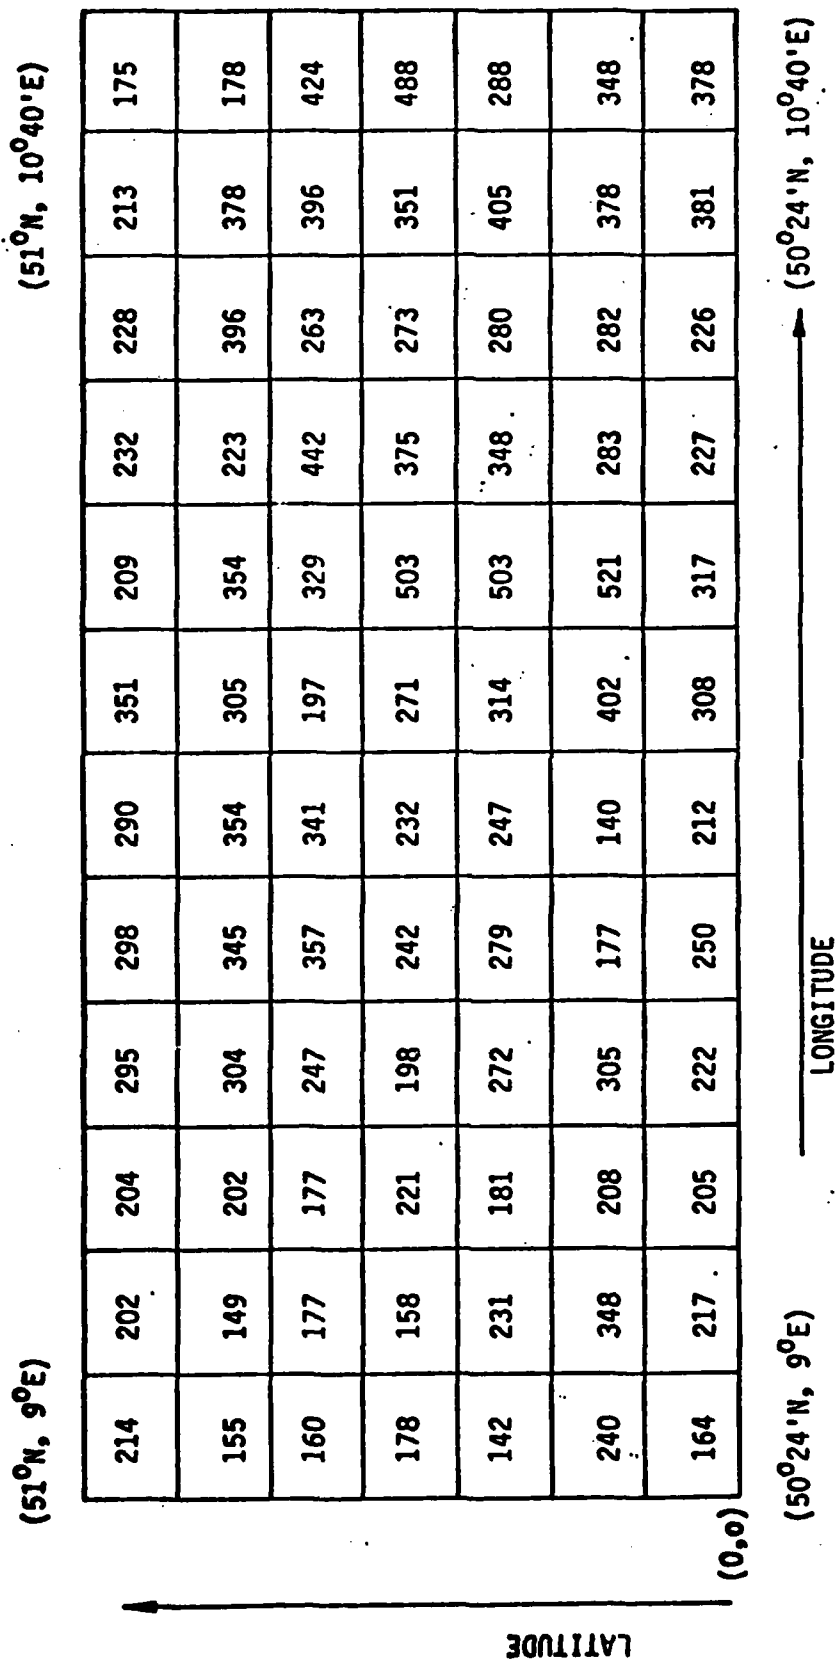 (51°N, 9°E) (51°N, 10°40'E)
214 202 204 295 298 290 351 209 232 228 213 175
155 149 202 304 345 354 305 354 223 396 378 178
160 177 177 247 357 341 197 329 442 263 396 424
178 158 221 198 242 232 271 503 375 273 351 488
142 231 181 272 279 247 314 503 348 280 405 288
240 348 208 305 177 140 402 521 283 282 378 348
164 217 205 222 250 212 308 317 227 226 381 378
(0,0)
(50°24'N, 9°E) (50°24'N, 10°40'E)
LONGITUDE
LATITUDE